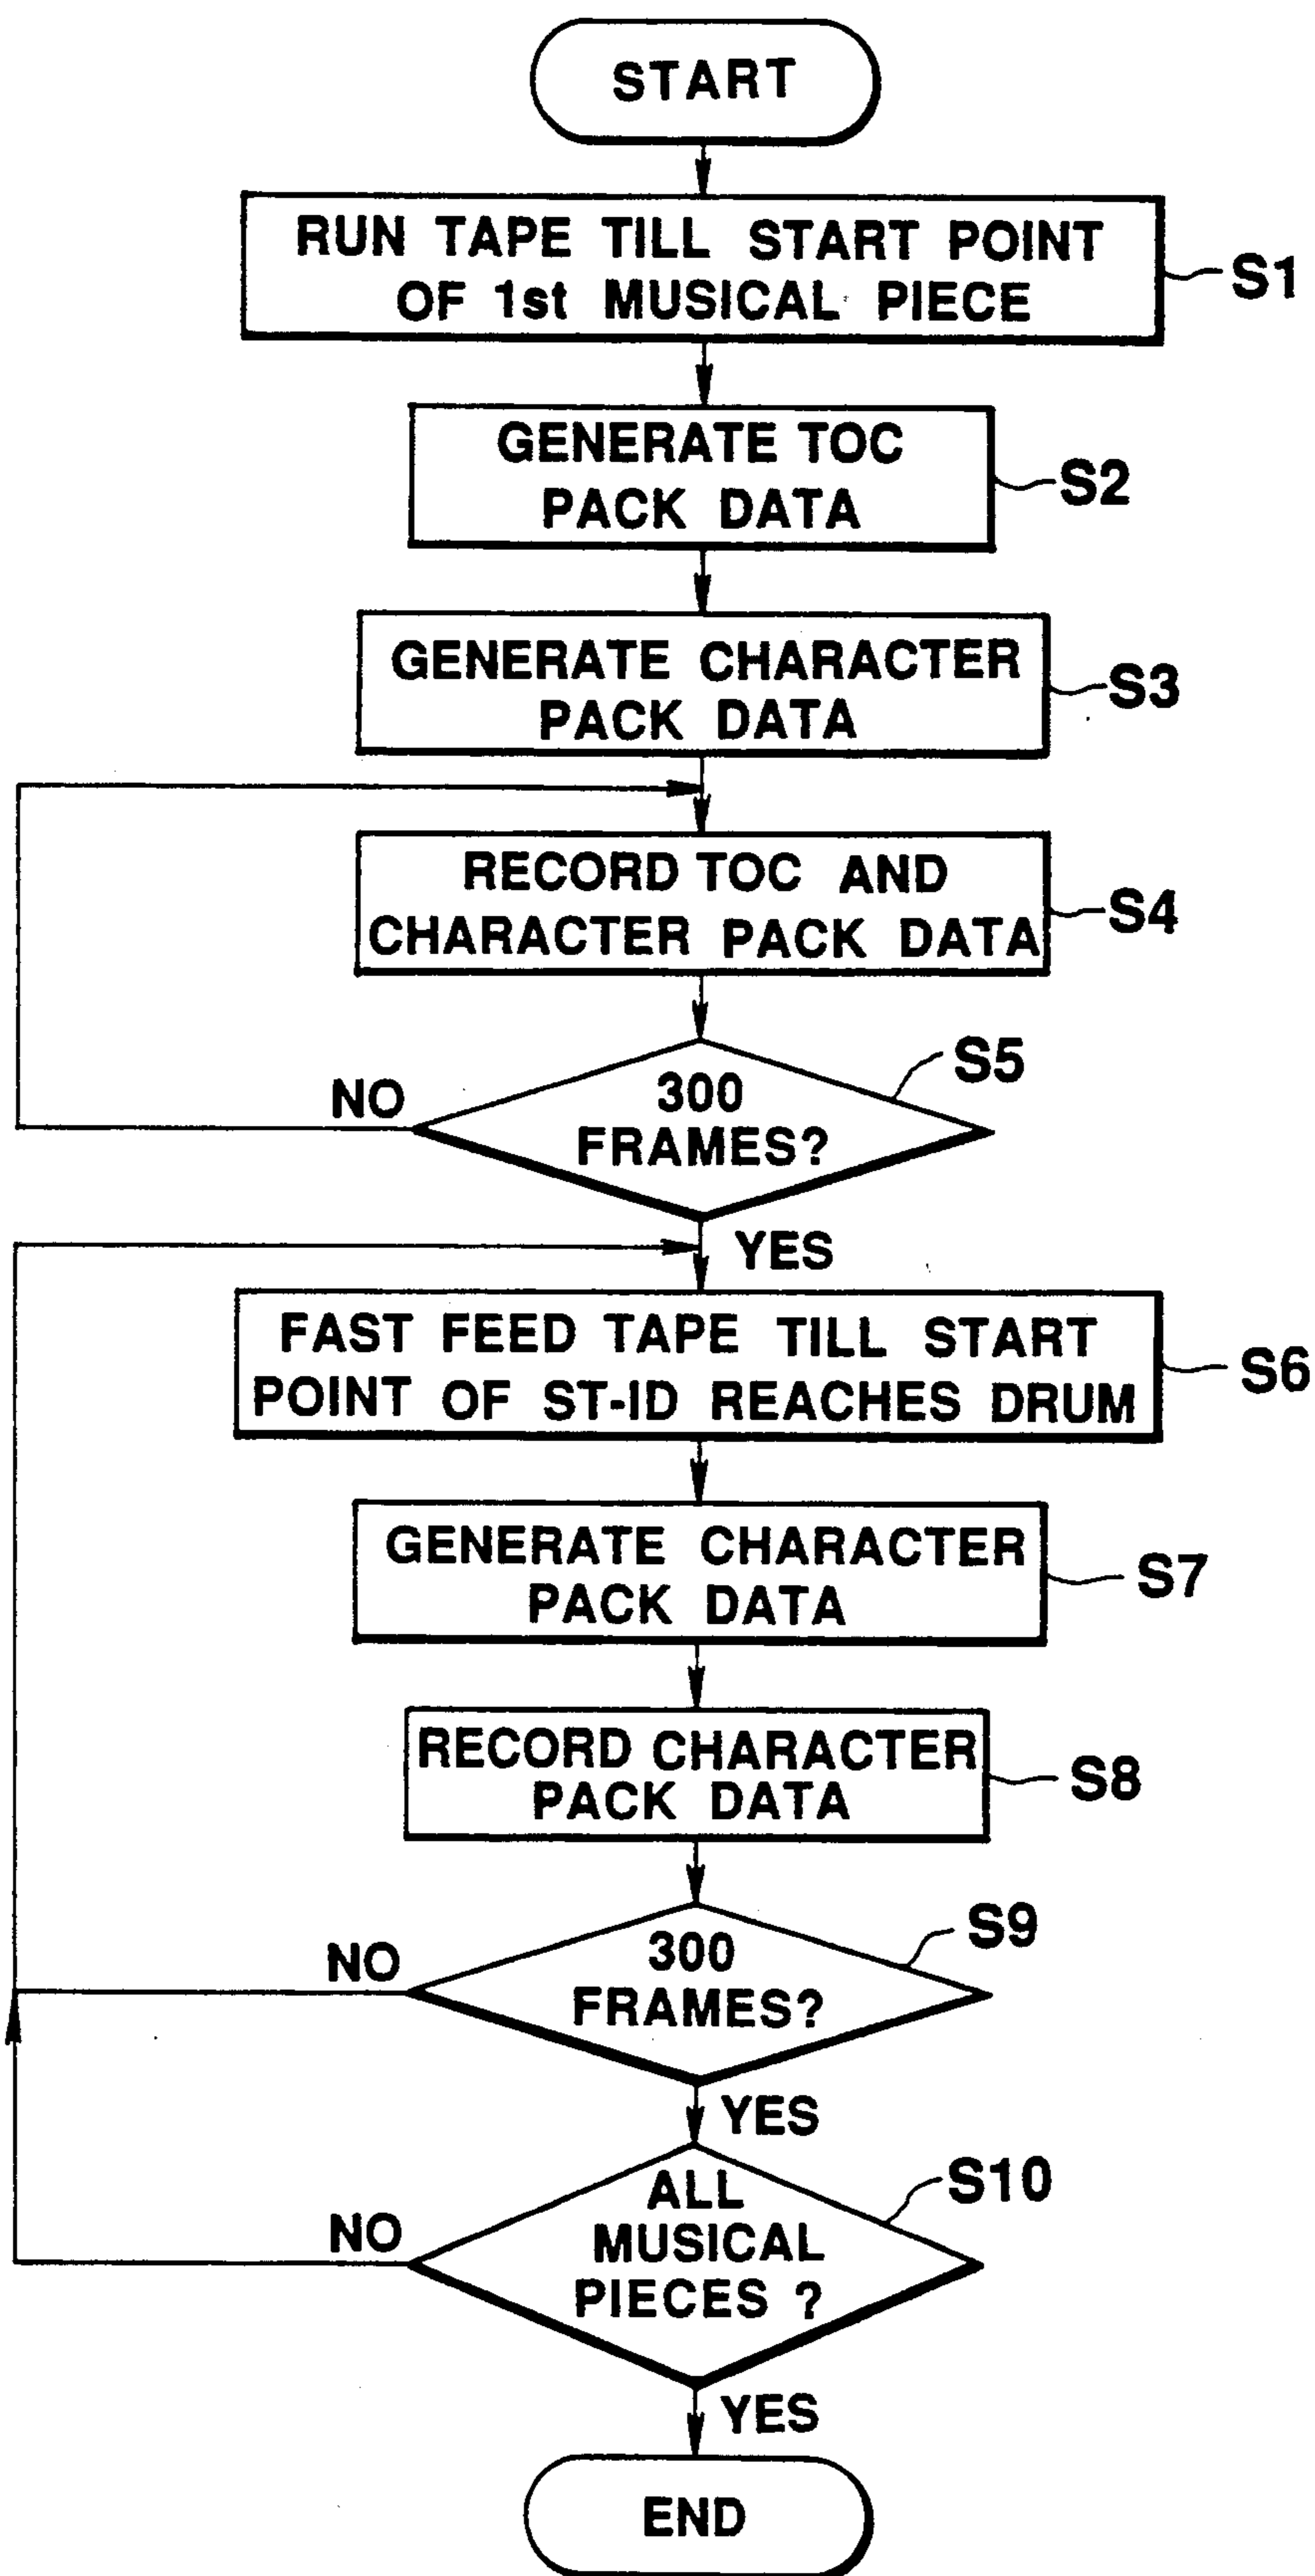 START
RUN TAPE TILL START POINT
OF 1st MUSICAL PIECE
S1
GENERATE TOC
PACK DATA
S2
GENERATE CHARACTER
PACK DATA
S3
RECORD TOC AND
CHARACTER PACK DATA
S4
300
FRAMES?
S5
NO
YES
FAST FEED TAPE TILL START
POINT OF ST-ID REACHES DRUM
S6
GENERATE CHARACTER
PACK DATA
S7
RECORD CHARACTER
PACK DATA
S8
300
FRAMES?
S9
NO
YES
ALL
MUSICAL
PIECES ?
S10
NO
YES
END